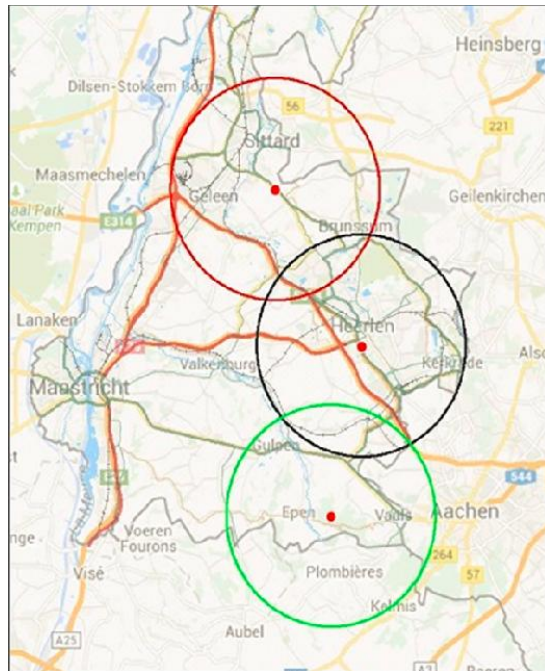 Heinsberg
Dilsen-Stokkem Born
56
221
Sittard
Maasmechelen
Geleen
Geilenkirchen
Kempen
E314
Brunssum
Lanaken
Heerlen
Valkenburg
Kerkrade
Maastricht
Gulpen
544
Epen
Vaals
Aachen
Voeren
Fourons
264
Visé
Plombières
57
Kelmis
Aubel
A25